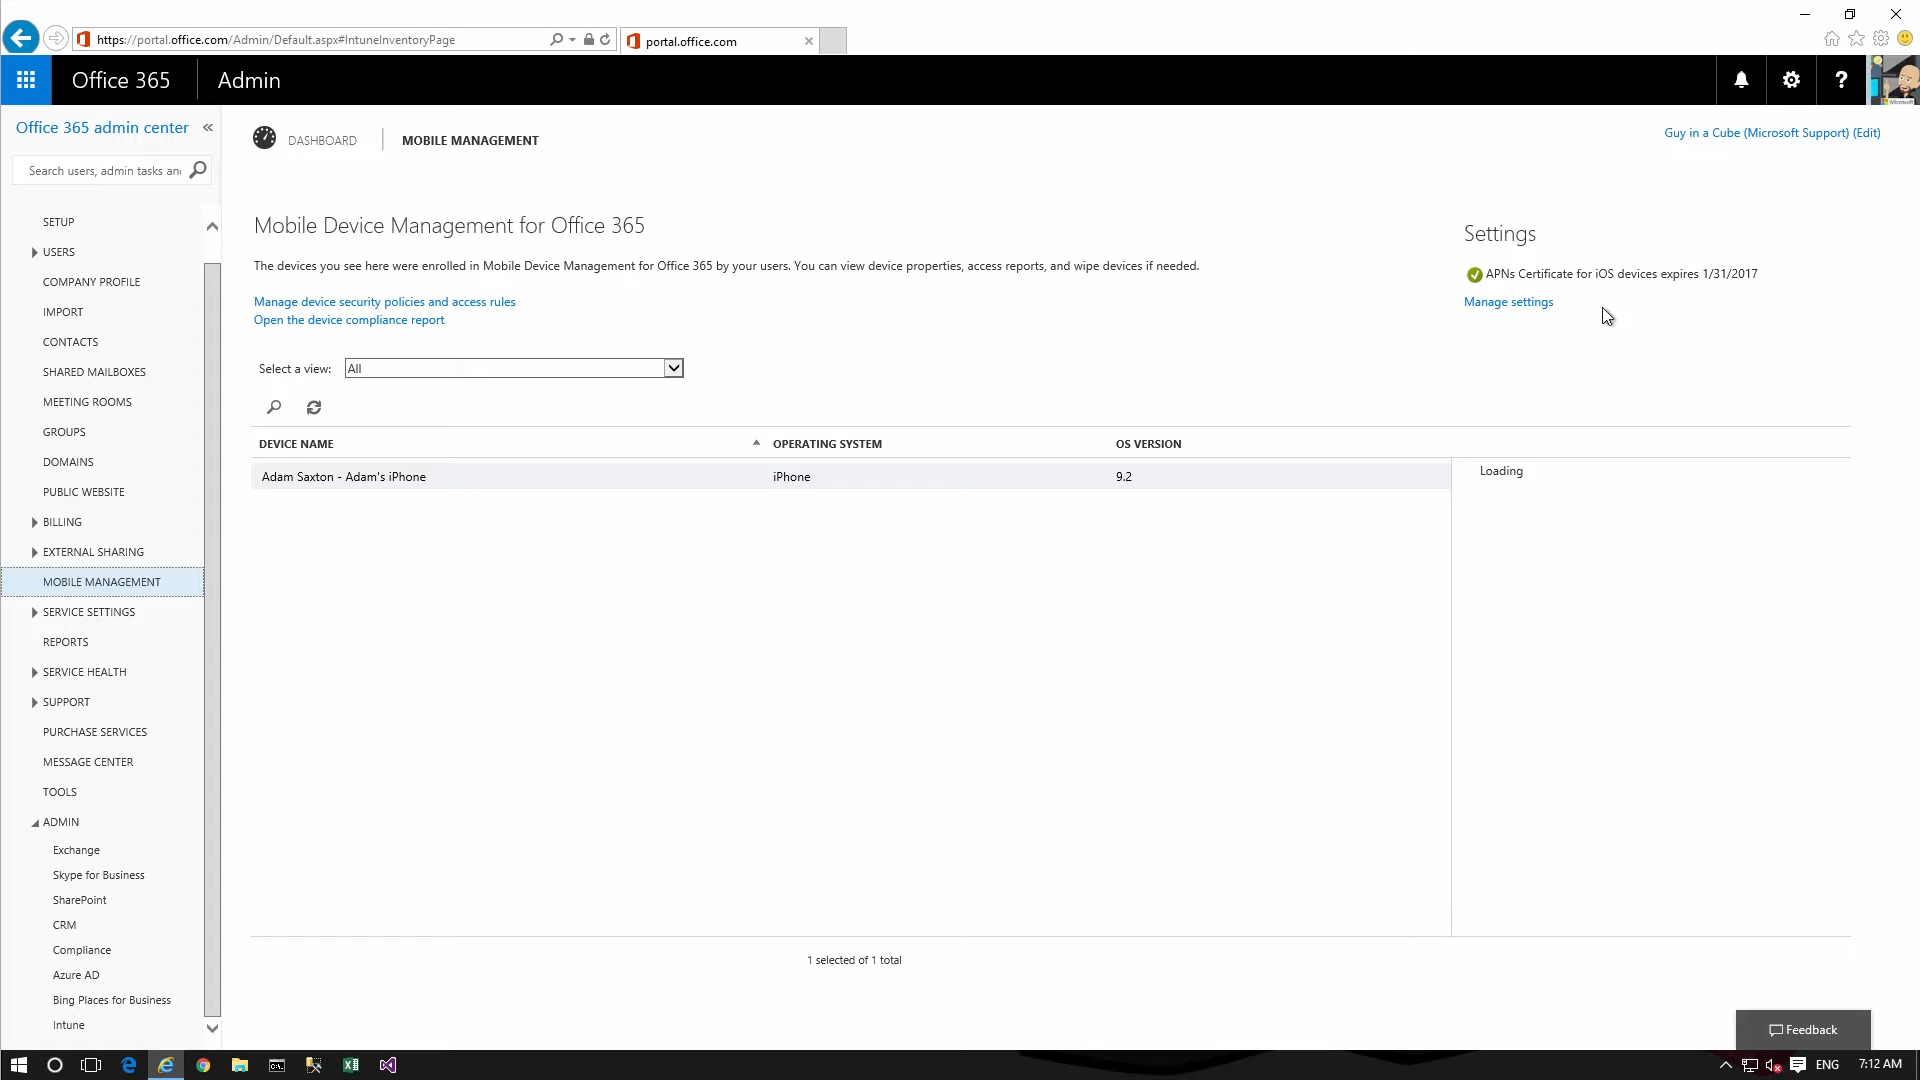 https://portal.office.com/Admin/Default.aspx#IntuneInventoryPage
portal.office.com
Office 365
Admin
Office 365 admin center
Search users, admin tasks and
SETUP
USERS
COMPANY PROFILE
IMPORT
CONTACTS
SHARED MAILBOXES
MEETING ROOMS
GROUPS
DOMAINS
PUBLIC WEBSITE
BILLING
EXTERNAL SHARING
MOBILE MANAGEMENT
SERVICE SETTINGS
REPORTS
SERVICE HEALTH
SUPPORT
PURCHASE SERVICES
MESSAGE CENTER
TOOLS
ADMIN
Exchange
Skype for Business
SharePoint
CRM
Compliance
Azure AD
Bing Places for Business
Intune
DASHBOARD
MOBILE MANAGEMENT
Guy in a Cube (Microsoft Support) (Edit)
Mobile Device Management for Office 365
The devices you see here were enrolled in Mobile Device Management for Office 365 by your users. You can view device properties, access reports, and wipe devices if needed.
Manage device security policies and access rules
Open the device compliance report
Settings
APNs Certificate for iOS devices expires 1/31/2017
Manage settings
Select a view: All
DEVICE NAME OPERATING SYSTEM OS VERSION
Adam Saxton - Adam's iPhone iPhone 9.2
Loading
1 selected of 1 total
Feedback
ENG
7:12 AM